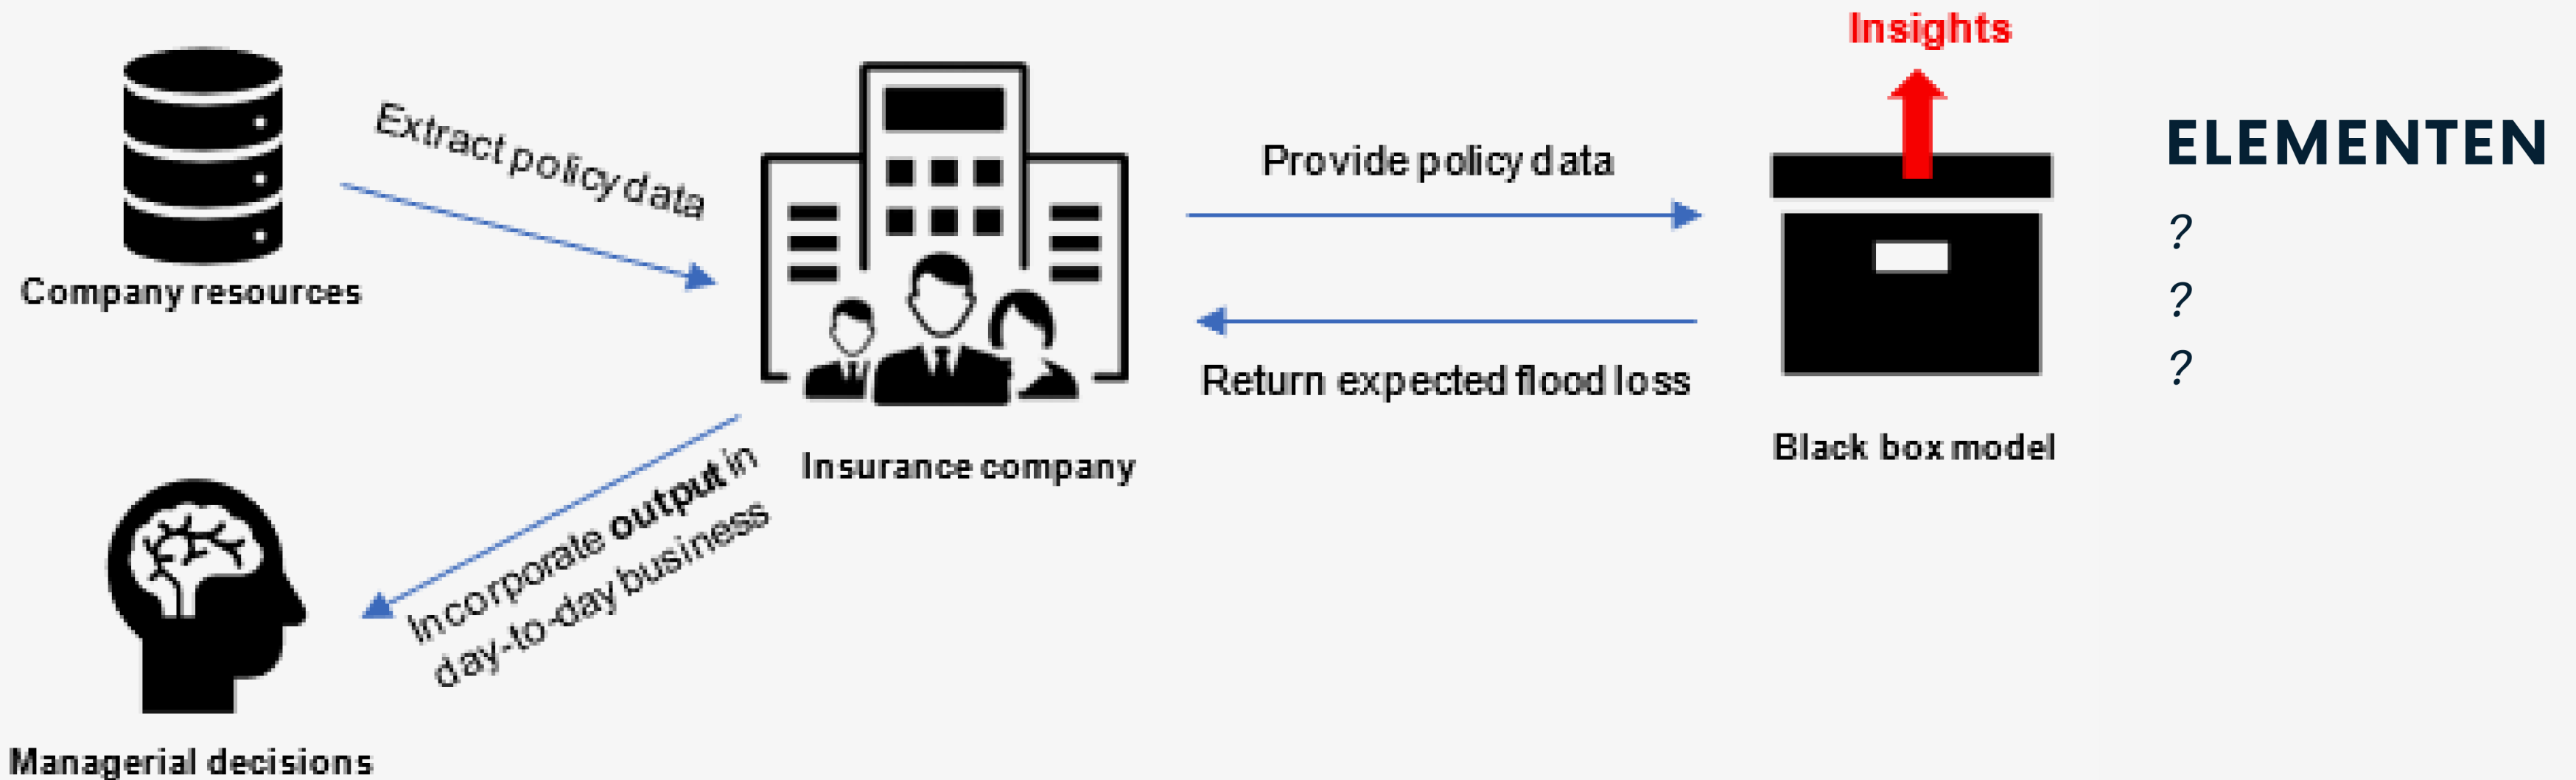 Insights
ELEMENTEN
?
?
?
Extract policy data
Provide policy data
Company resources
Return expected flood loss
Black box model
Insurance company
Incorporate output in
day-to-day business
Managerial decisions